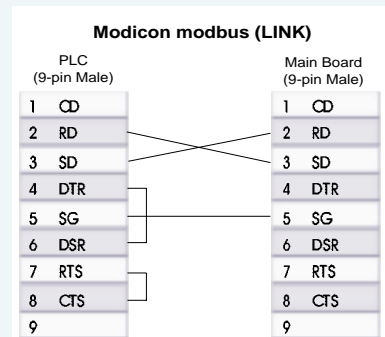 Modicon modbus (LINK)
PLC
(9-pin Male)
1 CD
2 RD
3 SD
4 DTR
5 SG
6 DSR
7 RTS
8 CTS
9
Main Board
(9-pin Male)
1 CD
2 RD
3 SD
4 DTR
5 SG
6 DSR
7 RTS
8 CTS
9